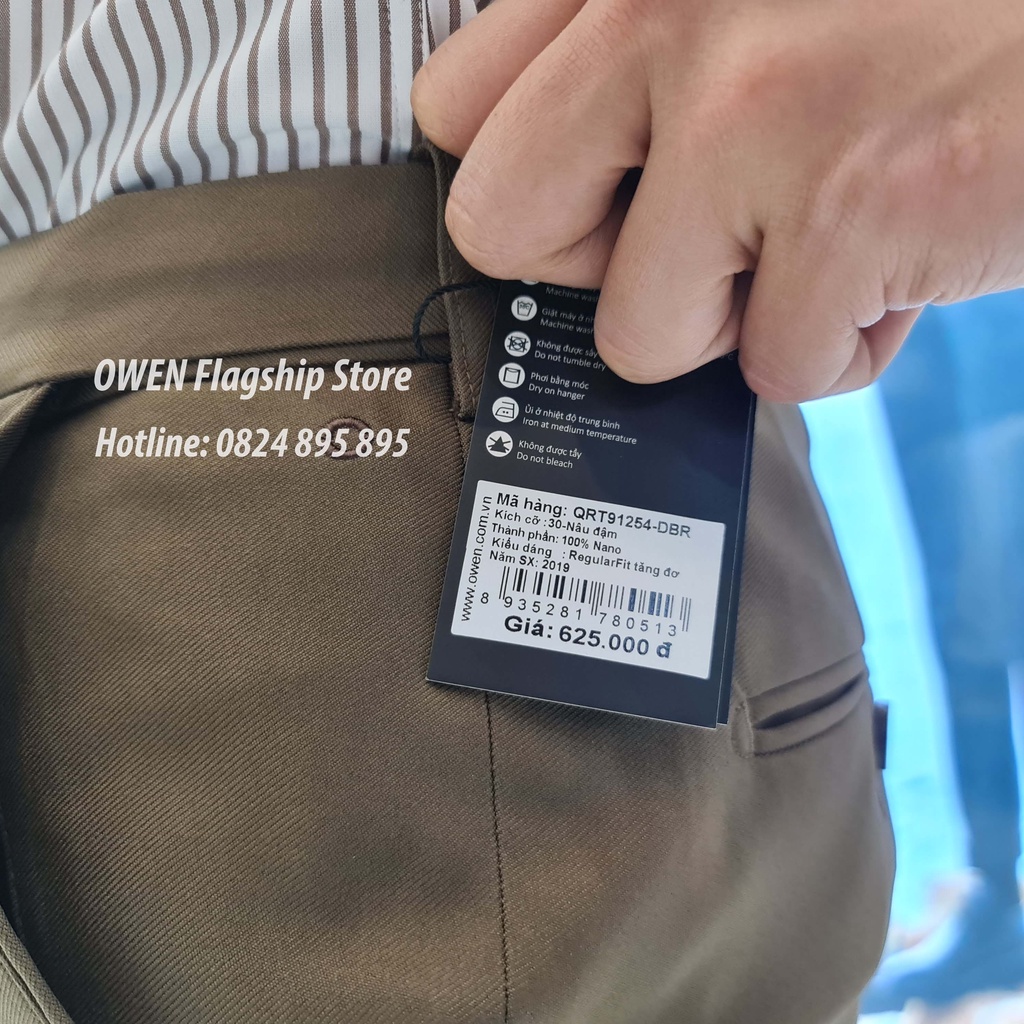 OWEN Flagship Store
Hotline: 0824 895 895
Machine
Giặt máy ở
Machine
Không được sấy
Do not tumble dry
Phơi bằng móc
Dry on hanger
Ủi ở nhiệt độ trung bình
Iron at medium temperature
Không được tẩy
Do not bleach
www.owen.com.vn
Mã hàng: QRT91254-DBR
Kích cỡ :30-Nâu đậm
Thành phần: 100% Nano
Kiểu dáng : RegularFit tăng đơ
Năm SX: 2019
8 935281 780513
Giá: 625.000 đ